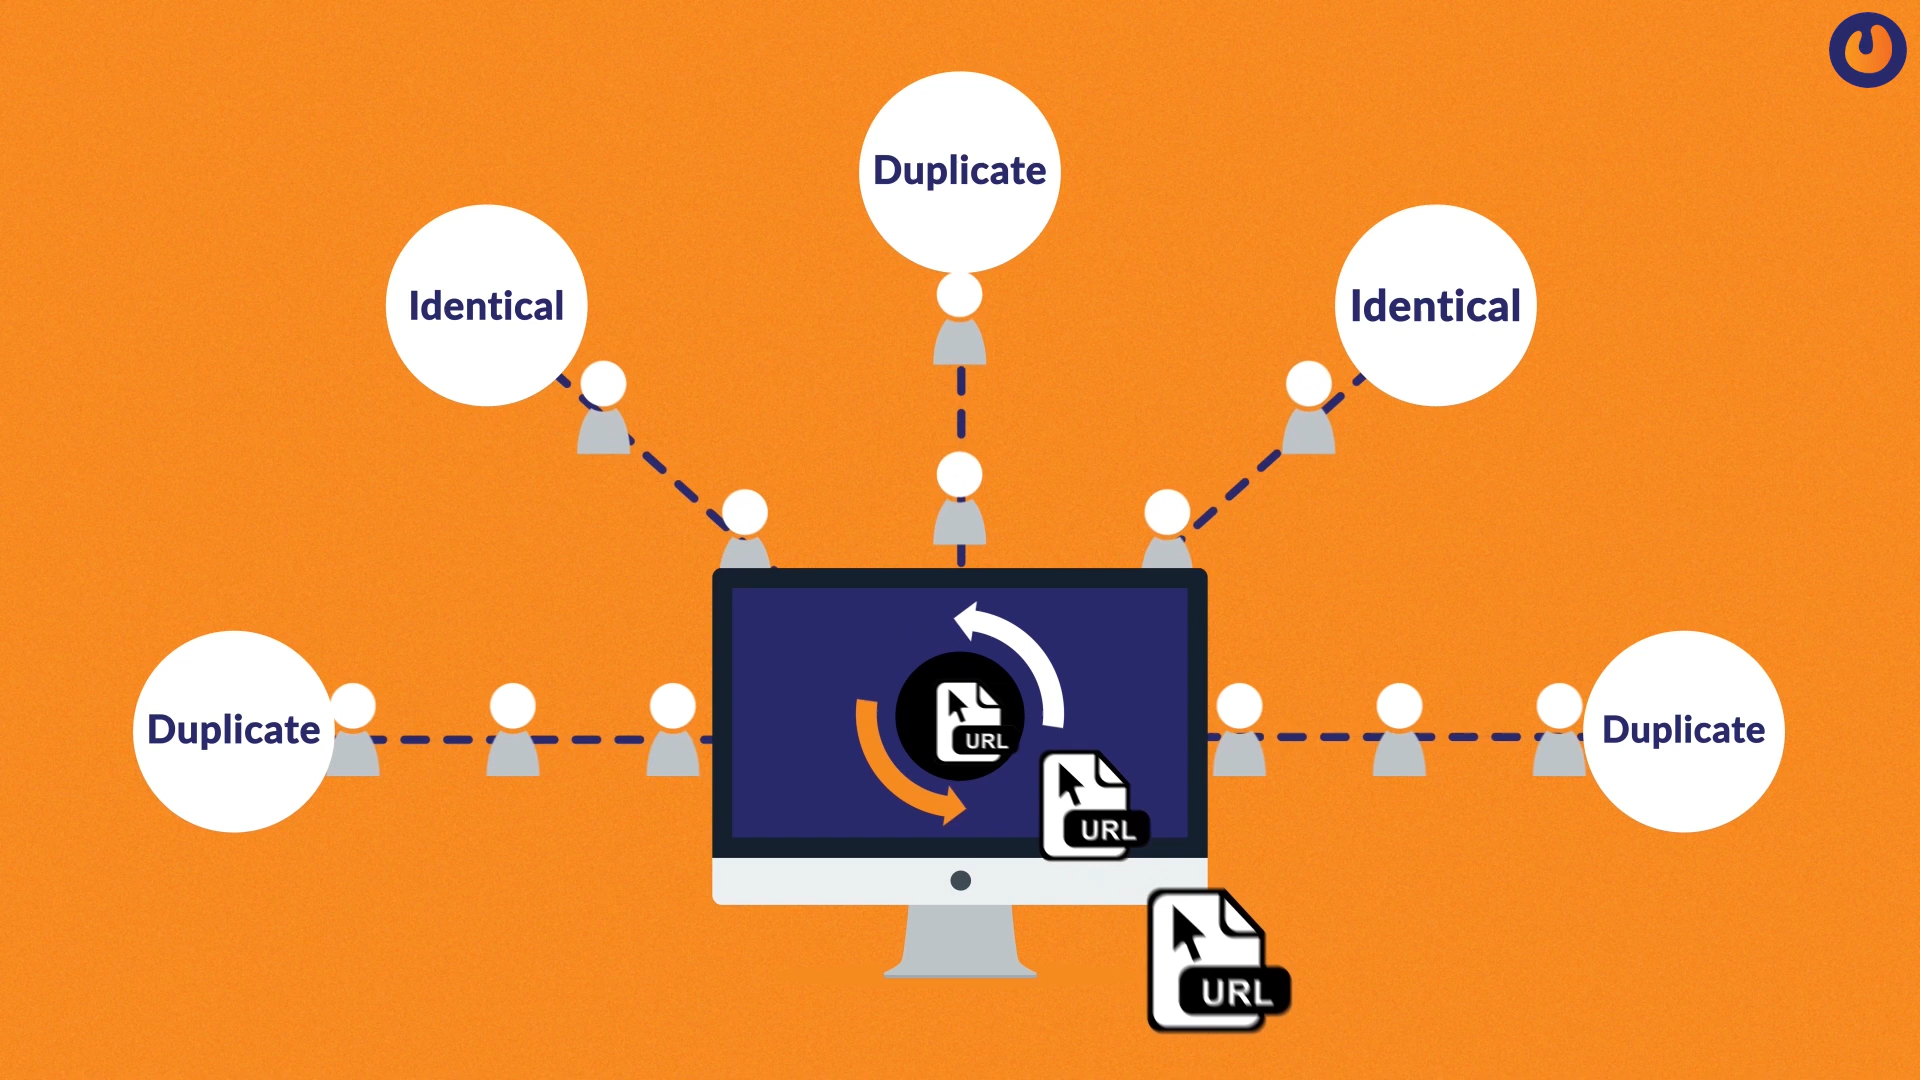 Duplicate
Identical
Identical
Duplicate
Duplicate
URL
URL
URL